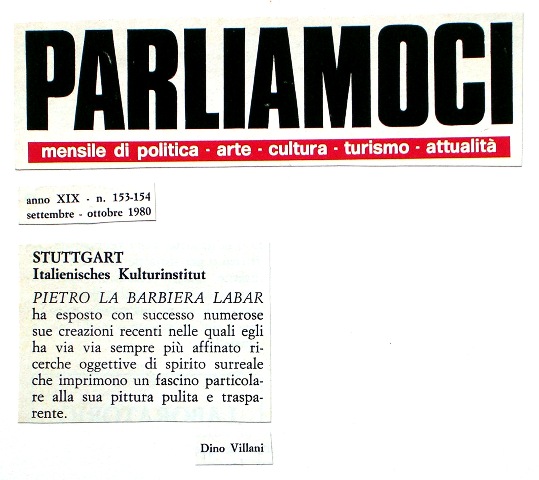 PARLIAMOCI
mensile di politica - arte - cultura - turismo - attualità
anno XIX - n. 153-154
settembre - ottobre 1980
STUTTGART
Italienisches Kulturinstitut
PIETRO LA BARBIERA LABAR
ha esposto con successo numerose
sue creazioni recenti nelle quali egli
ha via via sempre più affinato ri-
cerche oggettive di spirito surreale
che imprimono un fascino particola-
re alla sua pittura pulita e traspa-
rente.
Dino Villani